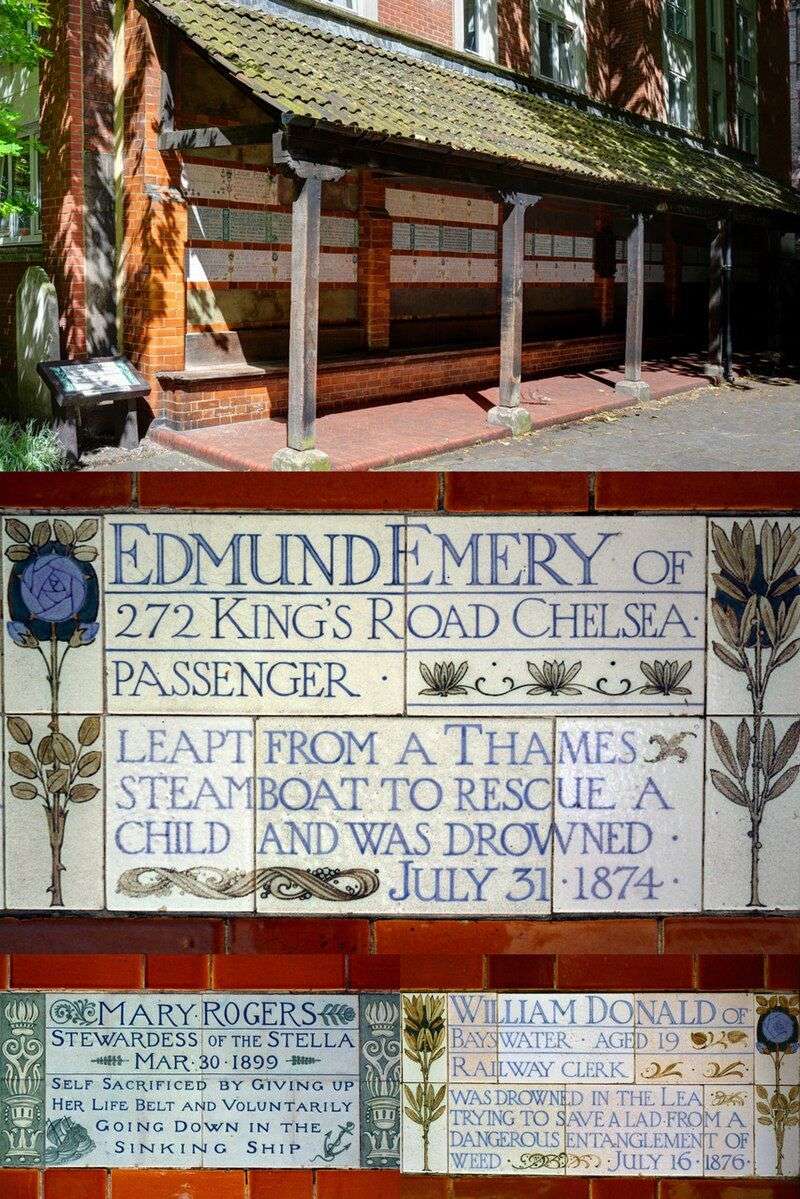 EDMUND EMERY OF
272 KING'S ROAD CHELSEA·
PASSENGER ·
LEAPT FROM A THAMES
STEAMBOAT TO RESCUE A
CHILD AND WAS DROWNED ·
JULY 31 · 1874 ·
MARY ROGERS
STEWARDESS OF THE STELLA
MAR·30·1899
SELF SACRIFICED BY GIVING UP
HER LIFE BELT AND VOLUNTARILY
GOING DOWN IN THE
SINKING SHIP
WILLIAM DONALD OF
BAYSWATER · AGED 19
RAILWAY CLERK
WAS DROWNED IN THE LEA
TRYING TO SAVE A LAD FROM A
DANGEROUS ENTANGLEMENT OF
WEED · JULY 16 · 1876 ·